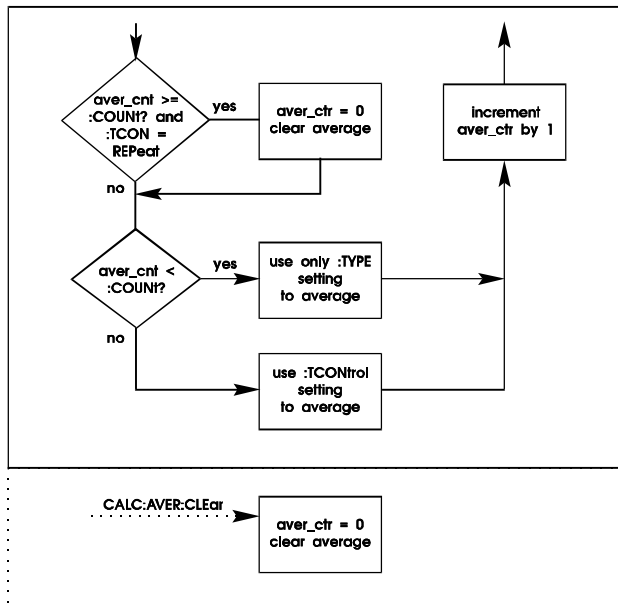 aver_cnt >=
:COUNt? and
:TCON =
REPeat
yes
aver_ctr = 0
clear average
increment
aver_ctr by 1
no
aver_cnt <
:COUNt?
yes
use only :TYPE
setting
to average
no
use :TCONtrol
setting
to average
CALC:AVER:CLEar
aver_ctr = 0
clear average